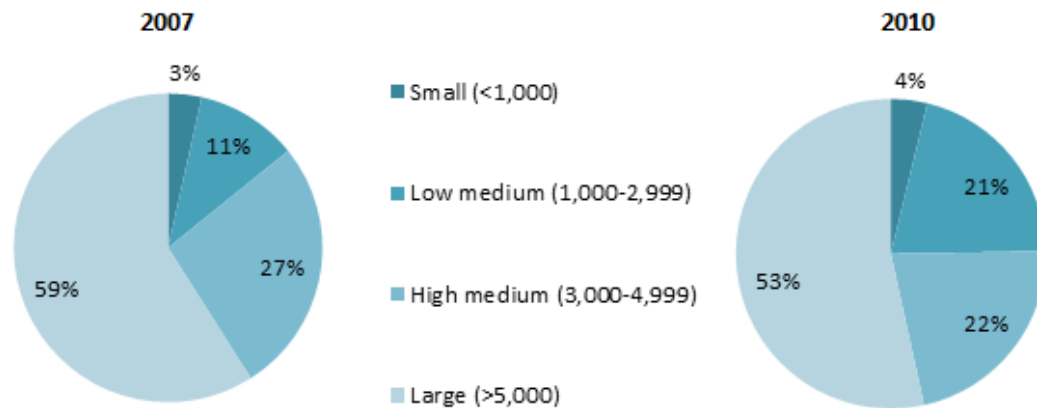 2007
3%
11%
27%
59%
Small (<1,000)
Low medium (1,000-2,999)
High medium (3,000-4,999)
Large (>5,000)
2010
4%
21%
22%
53%